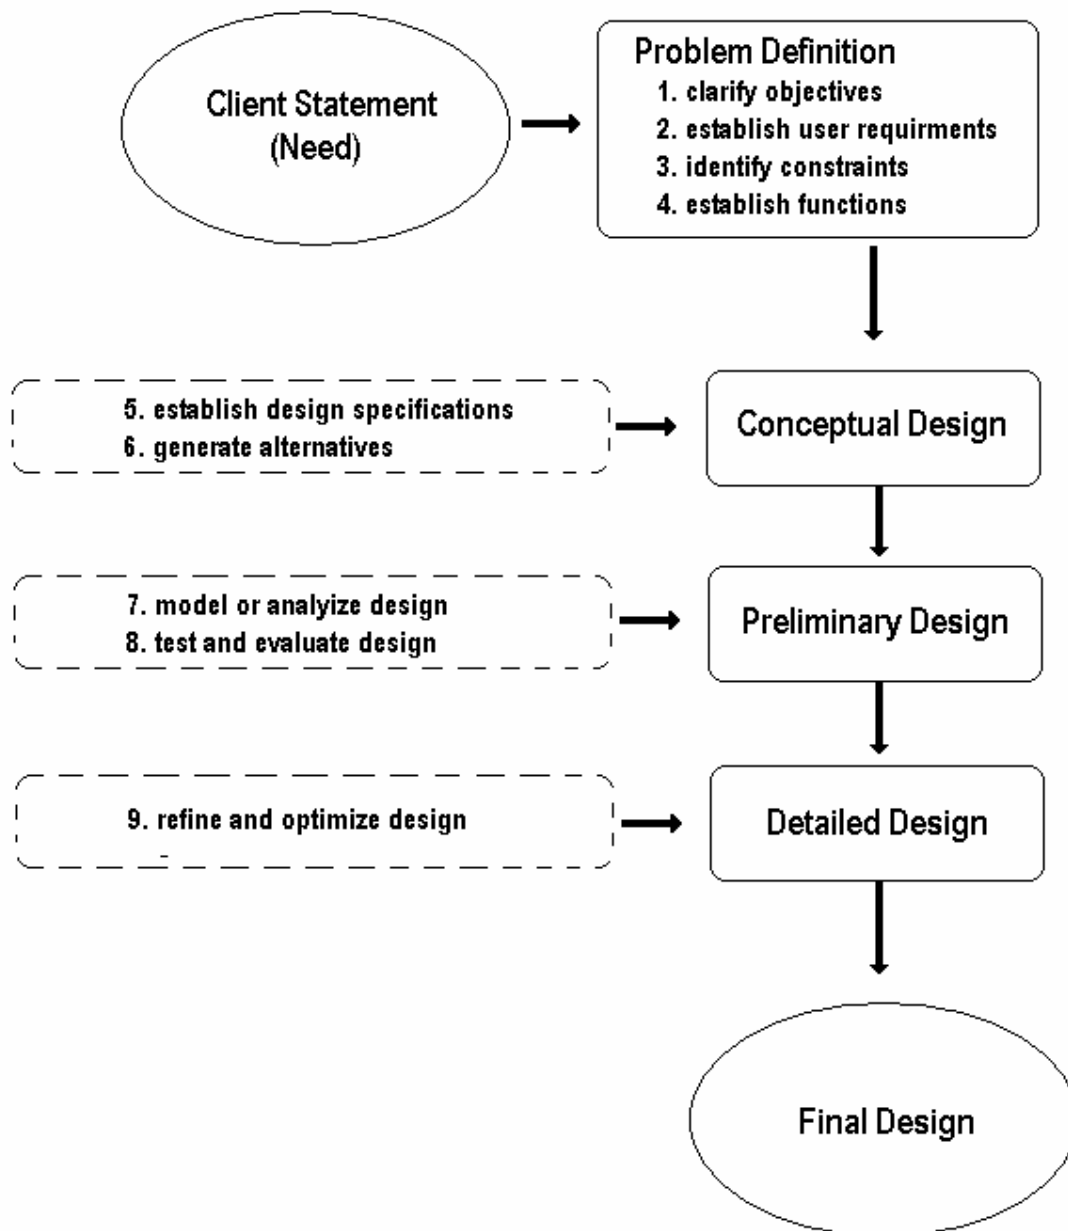 Client Statement
(Need)
Problem Definition
1. clarify objectives
2. establish user requirments
3. identify constraints
4. establish functions
5. establish design specifications
6. generate alternatives
Conceptual Design
7. model or analyize design
8. test and evaluate design
Preliminary Design
9. refine and optimize design
Detailed Design
Final Design